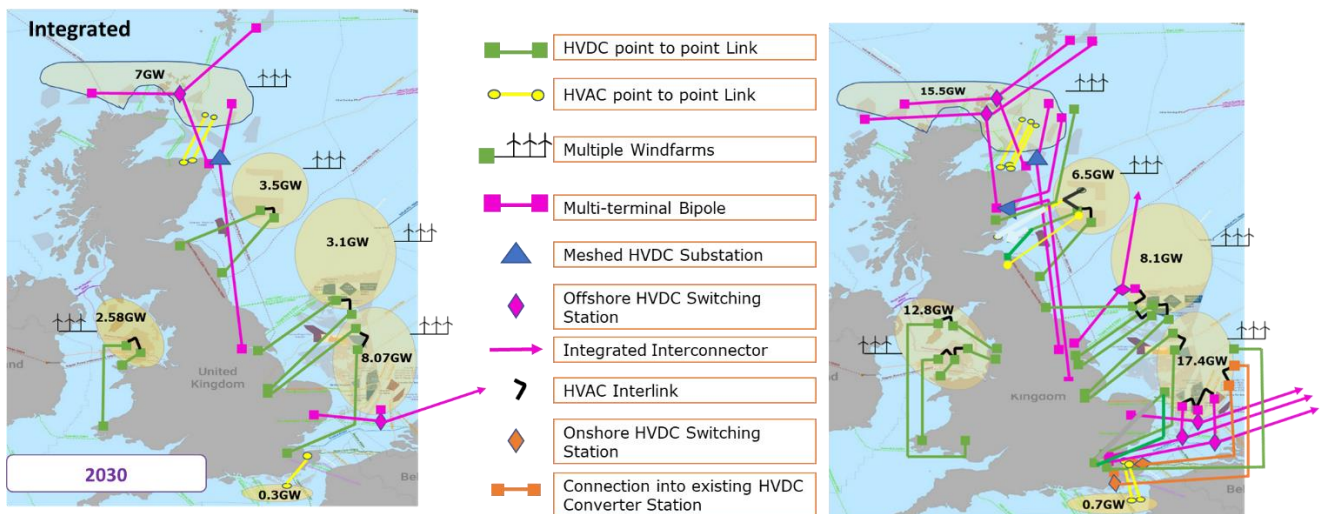 Integrated
7GW
3.5GW
3.1GW
2.58GW
United
Kingdom
8.07GW
2030
0.3GW
HVDC point to point Link
HVAC point to point Link
Multiple Windfarms
Multi-terminal Bipole
Meshed HVDC Substation
Offshore HVDC Switching
Station
Integrated Interconnector
HVAC Interlink
Onshore HVDC Switching
Station
Connection into existing HVDC
Converter Station
15.5GW
6.5GW
8.1GW
12.8GW
17.4GW
Kingdom
0.7GW